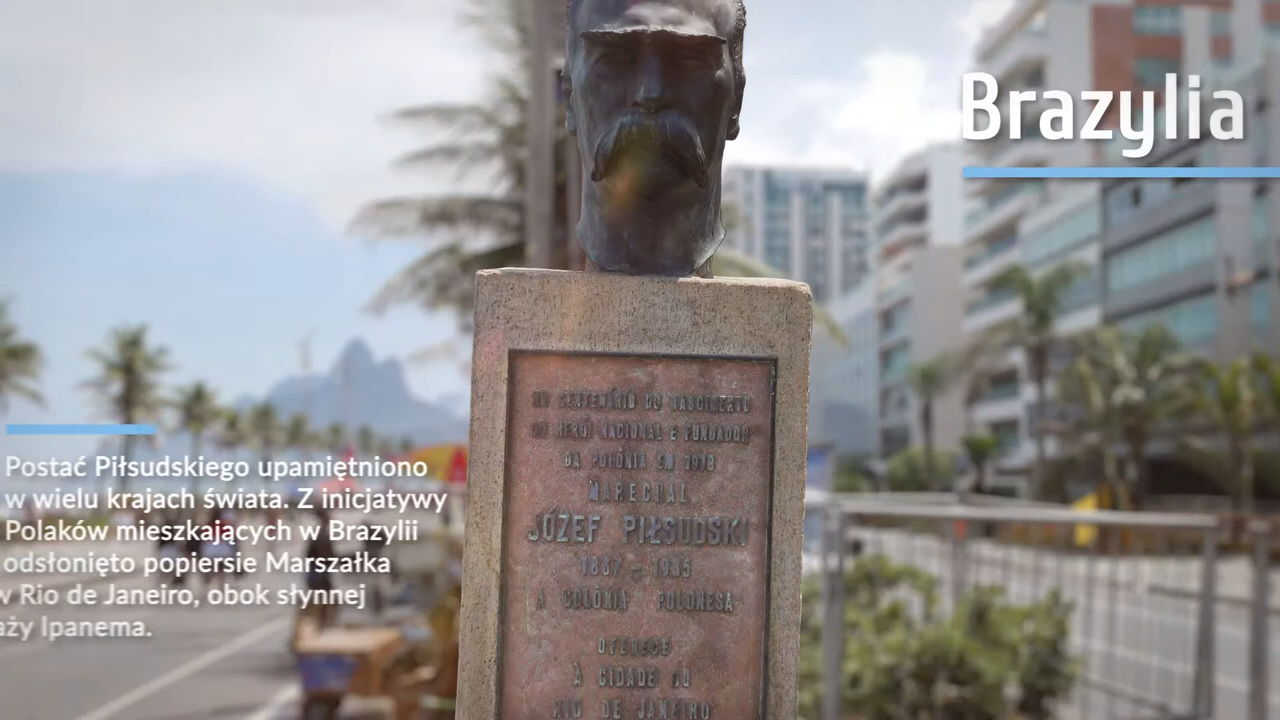 Brazylia
Postać Piłsudskiego upamiętniono
w wielu krajach świata. Z inicjatywy
Polaków mieszkających w Brazylii
odsłonięto popiersie Marszałka
w Rio de Janeiro, obok słynnej
aży Ipanema.
NO CENTENÁRIO DO NASCIMENTO
DO HERÓI NACIONAL E FUNDADOR
DA POLÔNIA EM 1918
MARECHAL
JÓZEF PIŁSUDSKI
1867 – 1935
A COLÔNIA POLONESA
OFERECE
À CIDADE DO
RIO DE JANEIRO